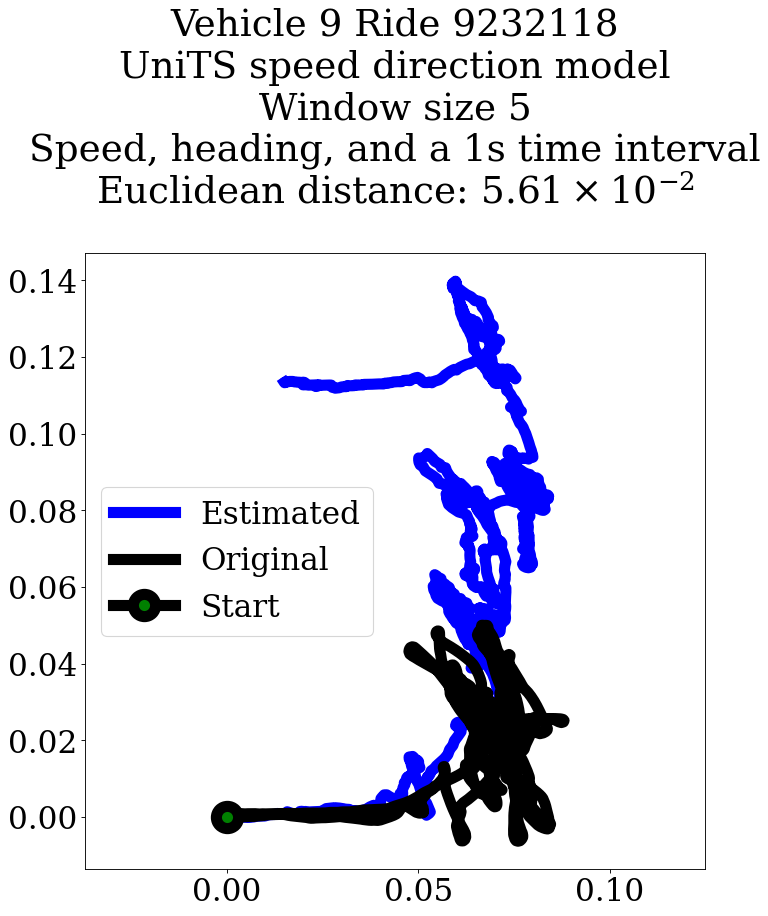 Vehicle 9 Ride 9232118
UniTS speed direction model
Window size 5
Speed, heading, and a 1s time interval
Euclidean distance: 5.61 × 10⁻²
0.14
0.12
0.10
0.08
0.06
0.04
0.02
0.00
Estimated
Original
Start
0.00 0.05 0.10